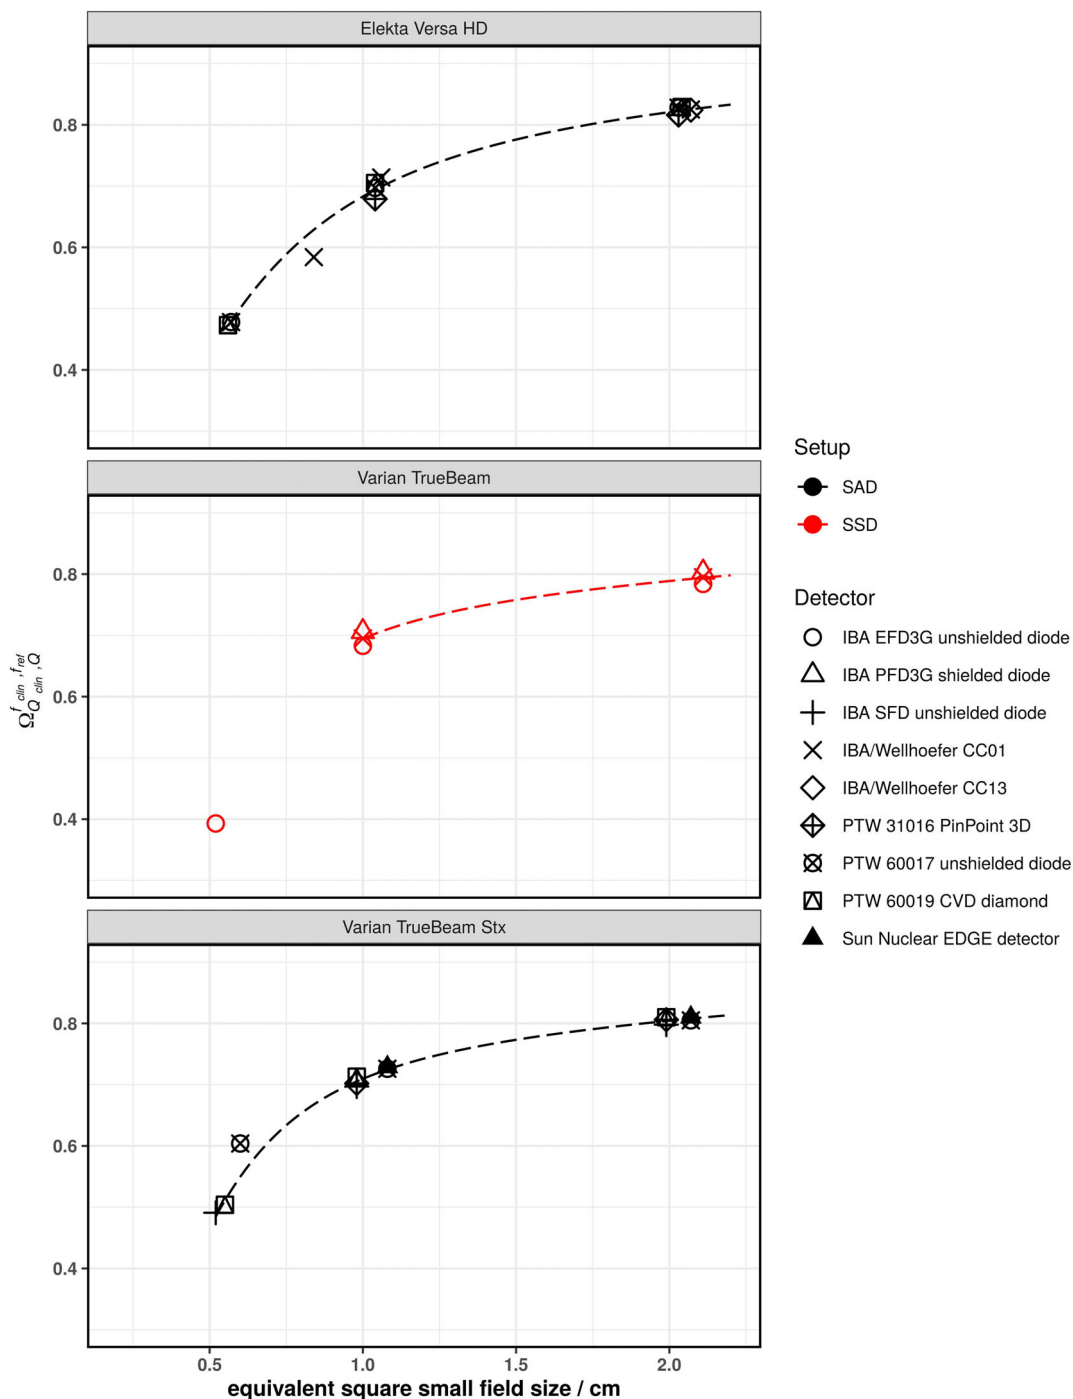 Elekta Versa HD
0.8
0.6
0.4
Varian TrueBeam
0.8
0.6
0.4
Varian TrueBeam Stx
0.8
0.6
0.4
0.5 1.0 1.5 2.0
equivalent square small field size / cm
Ω f clin , f ref Q clin , Q
Setup
SAD
SSD
Detector
IBA EFD3G unshielded diode
IBA PFD3G shielded diode
IBA SFD unshielded diode
IBA/Wellhoefer CC01
IBA/Wellhoefer CC13
PTW 31016 PinPoint 3D
PTW 60017 unshielded diode
PTW 60019 CVD diamond
Sun Nuclear EDGE detector